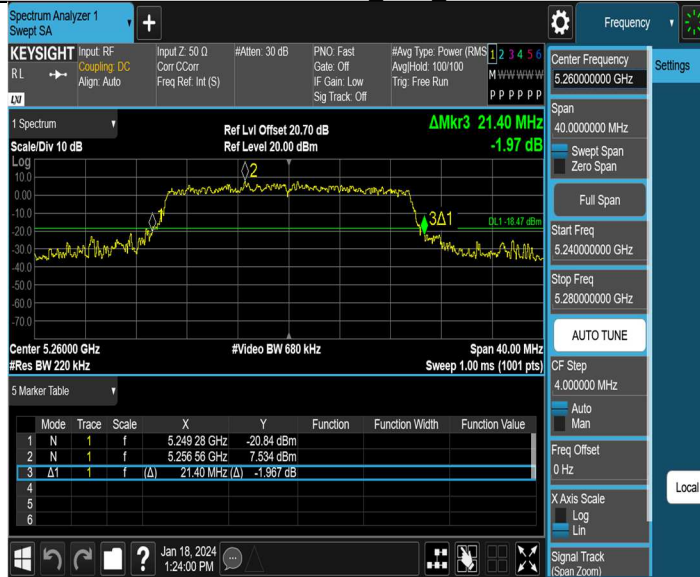 Spectrum Analyzer 1
Swept SA
+
Frequency
KEYSIGHT
Input: RF
Coupling: DC
Align: Auto
Input Z: 50 Ω
Corr CCorr
Freq Ref: Int (S)
#Atten: 30 dB
PNO: Fast
Gate: Off
IF Gain: Low
Sig Track: Off
#Avg Type: Power (RMS
Avg|Hold: 100/100
Trig: Free Run
1 2 3 4 5 6
M W W W W W
P P P P P P
R L
LXI
1 Spectrum
Scale/Div 10 dB
Ref Lvl Offset 20.70 dB
Ref Level 20.00 dBm
ΔMkr3 21.40 MHz
-1.97 dB
Log
10.0
0.00
-10.0
-20.0
-30.0
-40.0
-50.0
-60.0
-70.0
2
1
3Δ1
DL1 -18.47 dBm
Center 5.26000 GHz
#Res BW 220 kHz
#Video BW 680 kHz
Span 40.00 MHz
Sweep 1.00 ms (1001 pts)
5 Marker Table
Mode Trace Scale X Y Function Function Width Function Value
1 N 1 f 5.249 28 GHz -20.84 dBm
2 N 1 f 5.256 56 GHz 7.534 dBm
3 Δ1 1 f (Δ) 21.40 MHz (Δ) -1.967 dB
4
5
6
?
Jan 18, 2024
1:24:00 PM
Center Frequency
5.260000000 GHz
Span
40.0000000 MHz
Swept Span
Zero Span
Full Span
Start Freq
5.240000000 GHz
Stop Freq
5.280000000 GHz
AUTO TUNE
CF Step
4.000000 MHz
Auto
Man
Freq Offset
0 Hz
X Axis Scale
Log
Lin
Signal Track
(Span Zoom)
Settings
Local